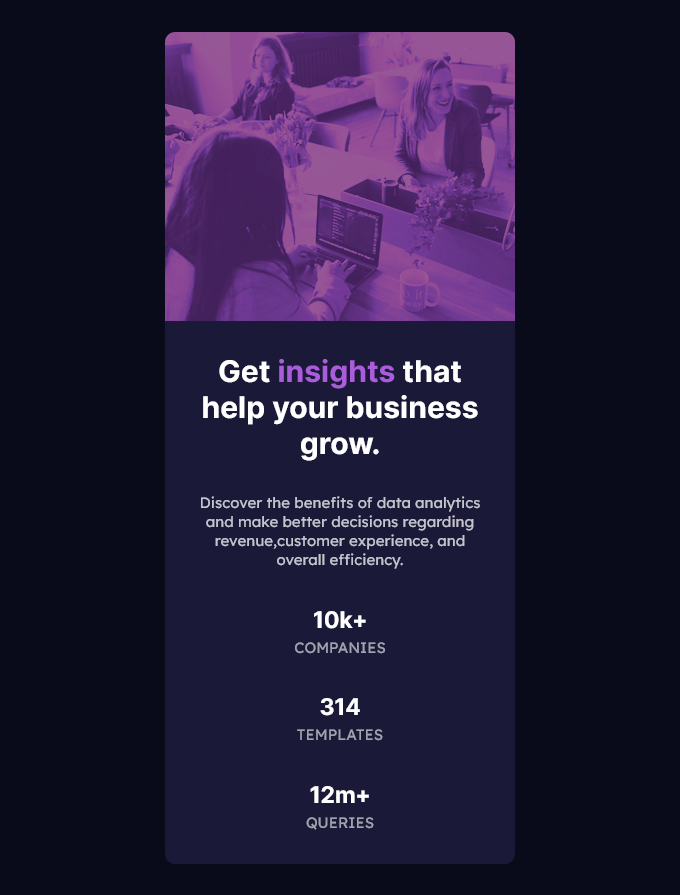 Get insights that
help your business
grow.
Discover the benefits of data analytics
and make better decisions regarding
revenue,customer experience, and
overall efficiency.
10k+
COMPANIES
314
TEMPLATES
12m+
QUERIES